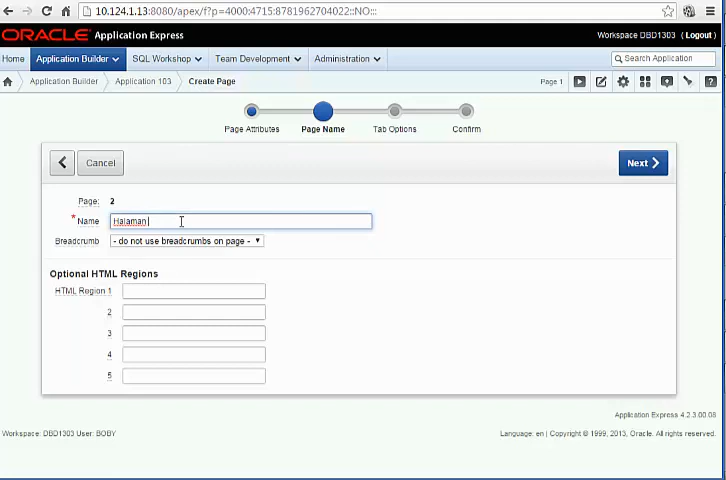 10.124.1.13:8080/apex/f?p=4000:4715:8781962704022::NO:::
ORACLE Application Express
Workspace DBD1303 (Logout)
Home Application Builder SQL Workshop Team Development Administration Search Application
Application Builder Application 103 Create Page Page 1
Page Attributes Page Name Tab Options Confirm
Cancel Next
Page: 2
* Name Halaman
Breadcrumb - do not use breadcrumbs on page -
Optional HTML Regions
HTML Region 1
2
3
4
5
Application Express 4.2.3.00.08
Workspace: DBD1303 User: BOBY Language: en | Copyright © 1999, 2013, Oracle. All rights reserved.